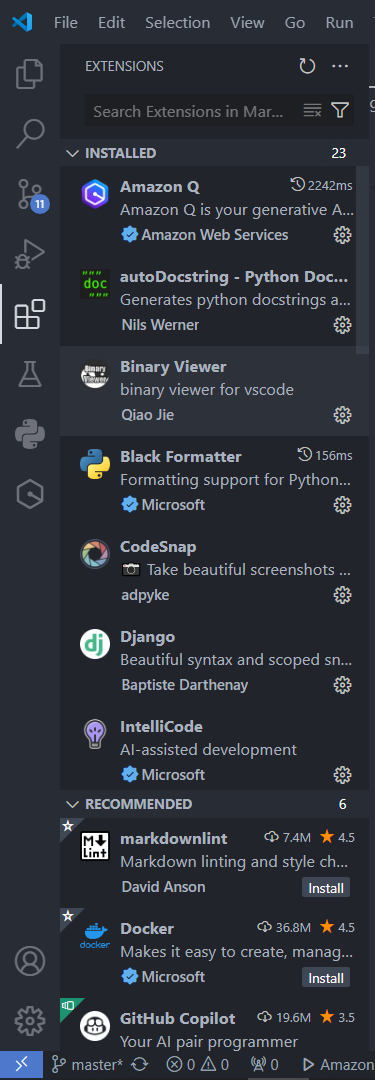 File Edit Selection View Go Run
EXTENSIONS
Search Extensions in Mar...
INSTALLED 23
Amazon Q 2242ms
Amazon Q is your generative A...
Amazon Web Services
11
""" doc """
autoDocstring - Python Doc...
Generates python docstrings a...
Nils Werner
Binary Viewer
Binary Viewer
binary viewer for vscode
Qiao Jie
Black Formatter 156ms
Formatting support for Python...
Microsoft
CodeSnap
Take beautiful screenshots ...
adpyke
dj
Django
Beautiful syntax and scoped sn...
Baptiste Darthenay
IntelliCode
AI-assisted development
Microsoft
RECOMMENDED 6
M Lint
markdownlint 7.4M 4.5
Markdown linting and style ch...
David Anson Install
docker
Docker 36.8M 4.5
Makes it easy to create, manag...
Microsoft Install
GitHub Copilot 19.6M 3.5
Your AI pair programmer
master* 0 0 0 Amazon